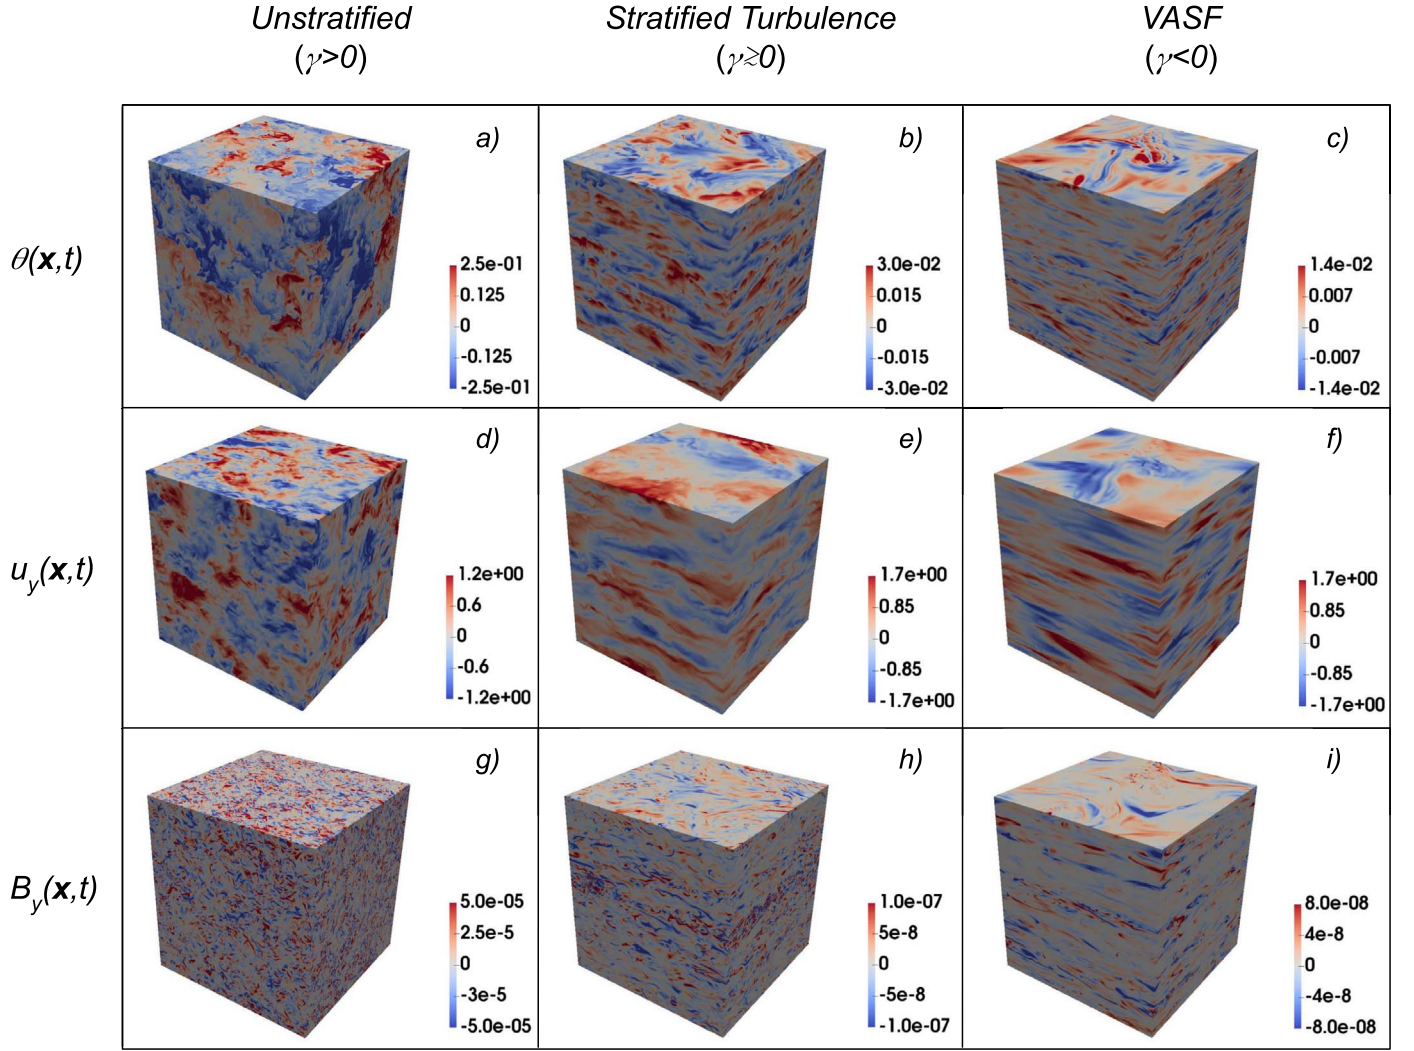 Unstratified
(γ>0)
Stratified Turbulence
(γ≷0)
VASF
(γ<0)
θ(x,t)
a)
2.5e-01
0.125
0
-0.125
-2.5e-01
b)
3.0e-02
0.015
0
-0.015
-3.0e-02
c)
1.4e-02
0.007
0
-0.007
-1.4e-02
u_y(x,t)
d)
1.2e+00
0.6
0
-0.6
-1.2e+00
e)
1.7e+00
0.85
0
-0.85
-1.7e+00
f)
1.7e+00
0.85
0
-0.85
-1.7e+00
B_y(x,t)
g)
5.0e-05
2.5e-5
0
-3e-5
-5.0e-05
h)
1.0e-07
5e-8
0
-5e-8
-1.0e-07
i)
8.0e-08
4e-8
0
-4e-8
-8.0e-08